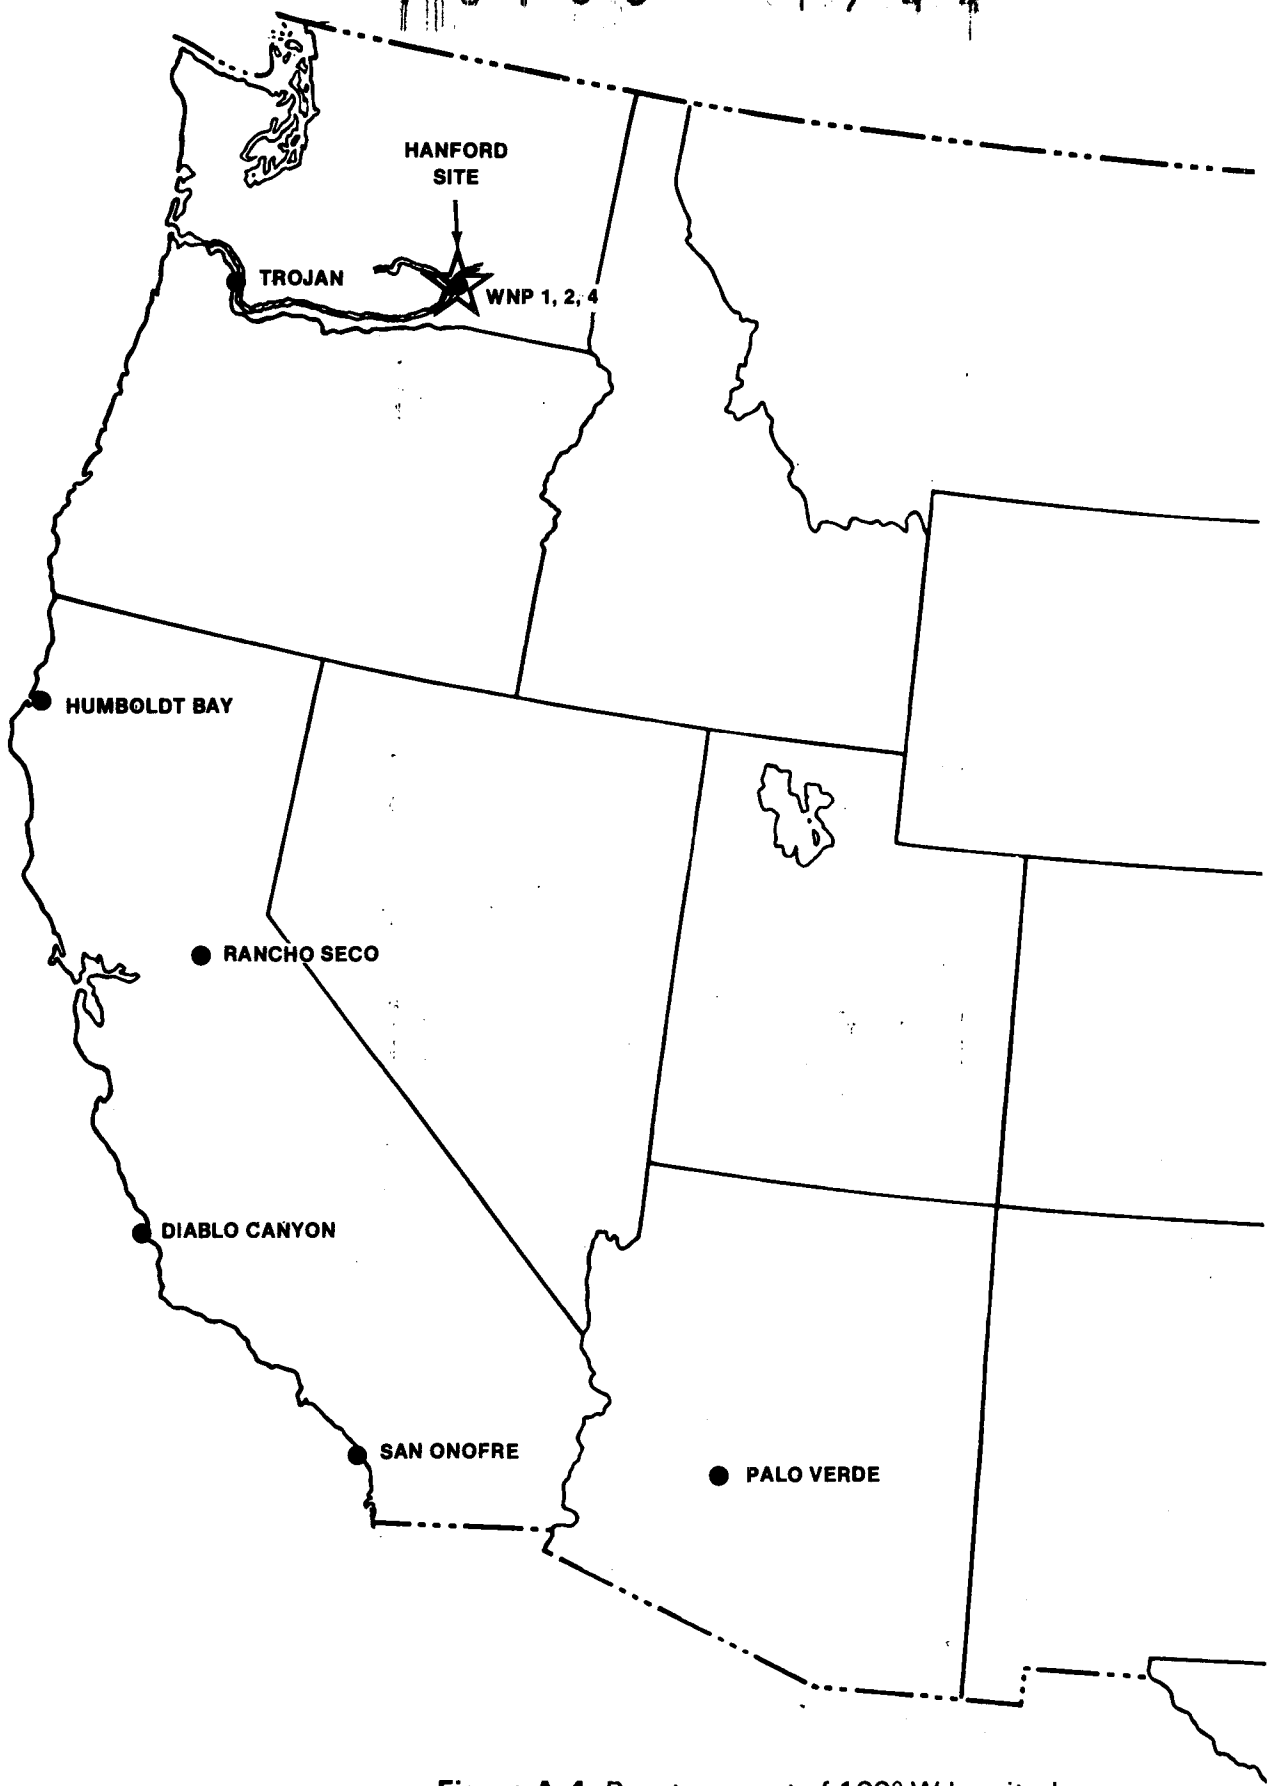 HANFORD
SITE
TROJAN
WNP 1, 2, 4
HUMBOLDT BAY
RANCHO SECO
DIABLO CANYON
SAN ONOFRE
PALO VERDE